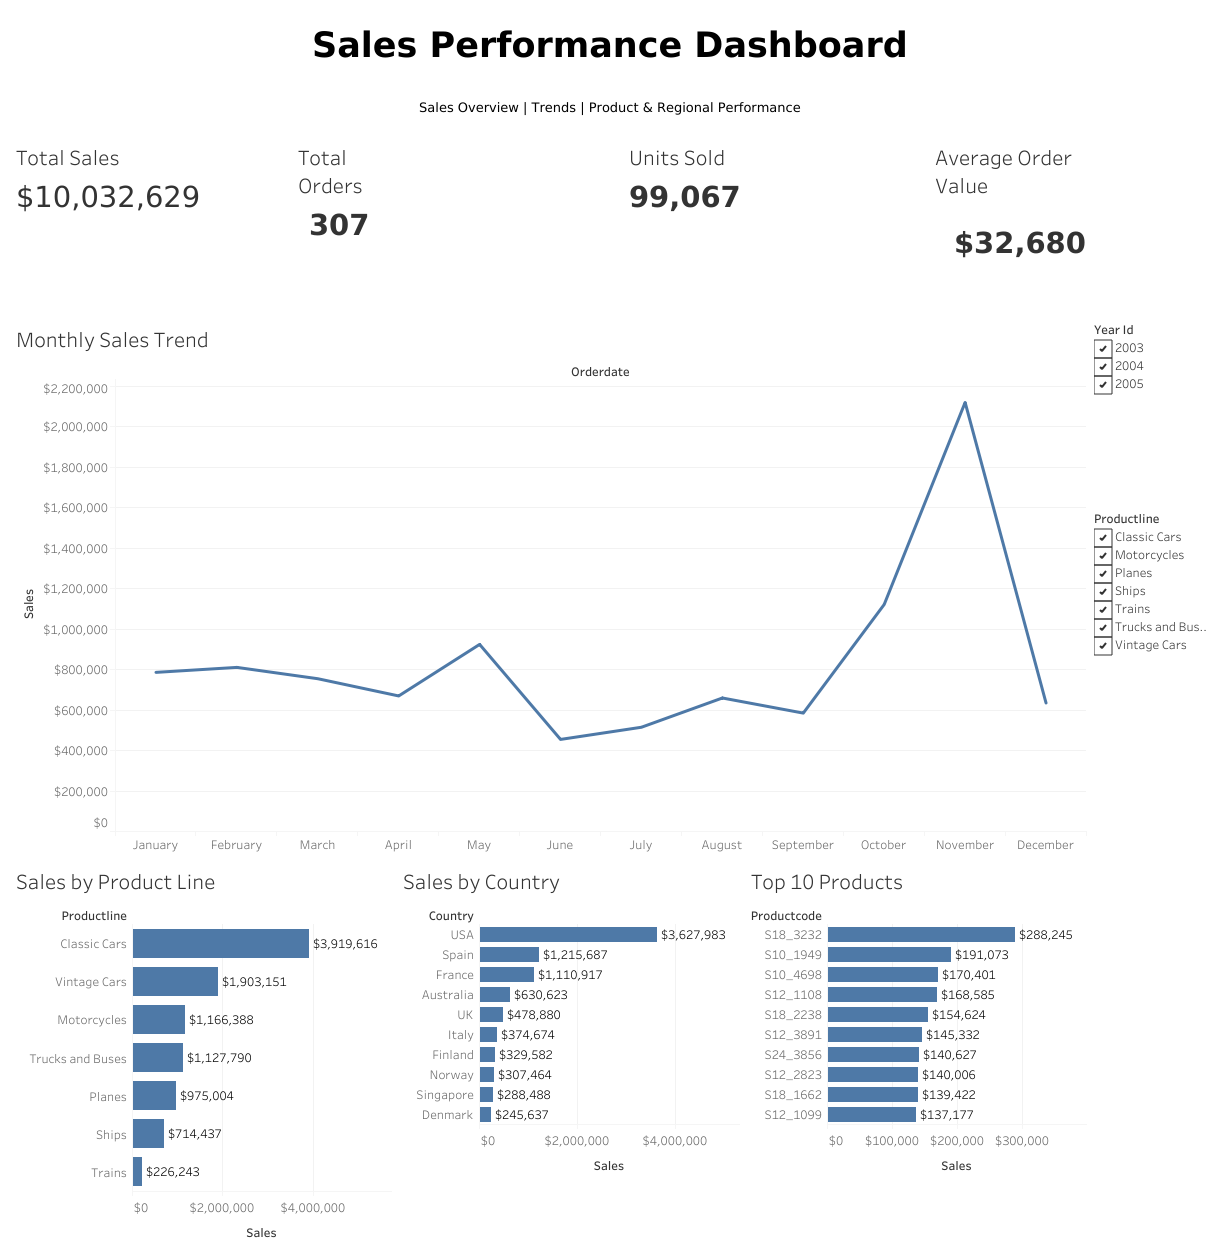 Sales Performance Dashboard
Sales Overview | Trends | Product & Regional Performance
Total Sales
$10,032,629
Total
Orders
307
Units Sold
99,067
Average Order
Value
$32,680
Monthly Sales Trend
Orderdate
Sales
$2,200,000
$2,000,000
$1,800,000
$1,600,000
$1,400,000
$1,200,000
$1,000,000
$800,000
$600,000
$400,000
$200,000
$0
January February March April May June July August September October November December
Year Id
2003
2004
2005
Productline
Classic Cars
Motorcycles
Planes
Ships
Trains
Trucks and Bus..
Vintage Cars
Sales by Product Line
Productline
Classic Cars $3,919,616
Vintage Cars $1,903,151
Motorcycles $1,166,388
Trucks and Buses $1,127,790
Planes $975,004
Ships $714,437
Trains $226,243
$0 $2,000,000 $4,000,000
Sales
Sales by Country
Country
USA $3,627,983
Spain $1,215,687
France $1,110,917
Australia $630,623
UK $478,880
Italy $374,674
Finland $329,582
Norway $307,464
Singapore $288,488
Denmark $245,637
$0 $2,000,000 $4,000,000
Sales
Top 10 Products
Productcode
S18_3232 $288,245
S10_1949 $191,073
S10_4698 $170,401
S12_1108 $168,585
S18_2238 $154,624
S12_3891 $145,332
S24_3856 $140,627
S12_2823 $140,006
S18_1662 $139,422
S12_1099 $137,177
$0 $100,000 $200,000 $300,000
Sales